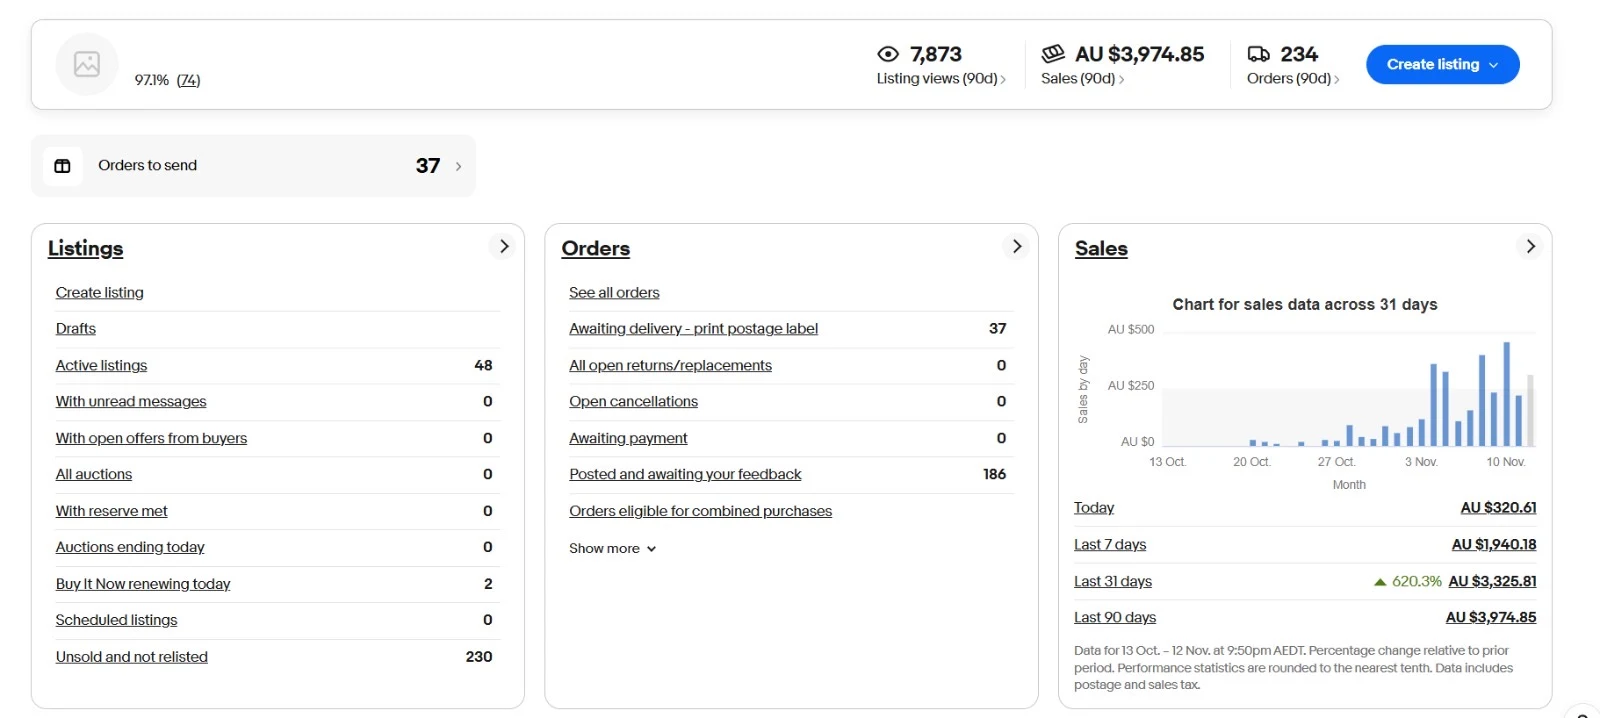 97.1% (74)
7,873
Listing views (90d)
AU $3,974.85
Sales (90d)
234
Orders (90d)
Create listing
Orders to send 37
Listings
Create listing
Drafts
Active listings 48
With unread messages 0
With open offers from buyers 0
All auctions 0
With reserve met 0
Auctions ending today 0
Buy It Now renewing today 2
Scheduled listings 0
Unsold and not relisted 230
Orders
See all orders
Awaiting delivery - print postage label 37
All open returns/replacements 0
Open cancellations 0
Awaiting payment 0
Posted and awaiting your feedback 186
Orders eligible for combined purchases
Show more
Sales
Chart for sales data across 31 days
AU $500
AU $250
AU $0
Sales by day
13 Oct. 20 Oct. 27 Oct. 3 Nov. 10 Nov.
Month
Today AU $320.61
Last 7 days AU $1,940.18
Last 31 days 620.3% AU $3,325.81
Last 90 days AU $3,974.85
Data for 13 Oct. - 12 Nov. at 9:50pm AEDT. Percentage change relative to prior
period. Performance statistics are rounded to the nearest tenth. Data includes
postage and sales tax.